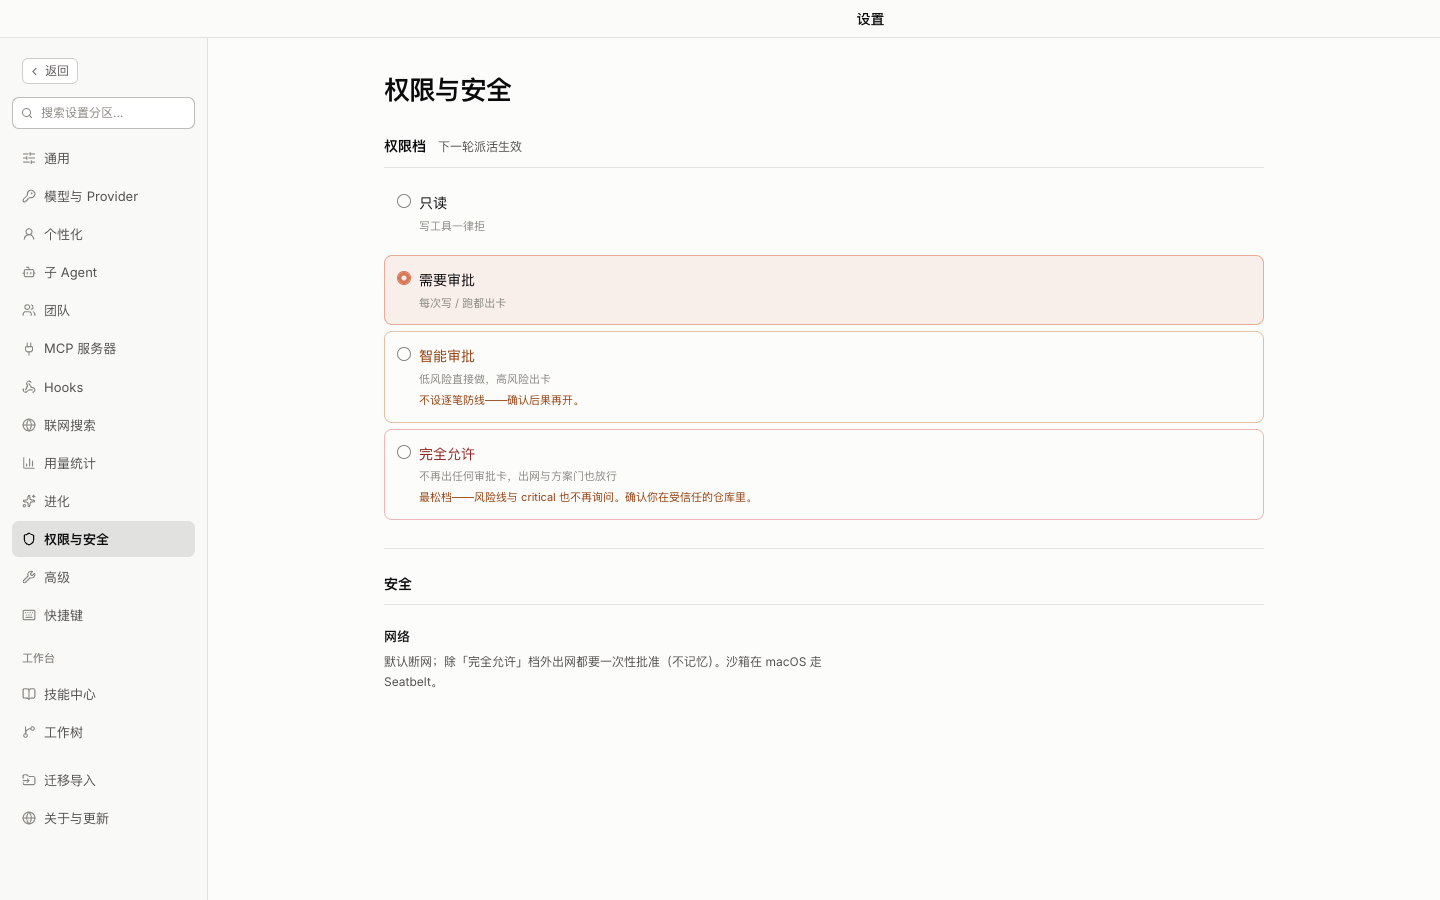 设置
返回
搜索设置分区...
通用
模型与 Provider
个性化
子 Agent
团队
MCP 服务器
Hooks
联网搜索
用量统计
进化
权限与安全
高级
快捷键
工作台
技能中心
工作树
迁移导入
关于与更新
权限与安全
权限档 下一轮派活生效
只读
写工具一律拒
需要审批
每次写 / 跑都出卡
智能审批
低风险直接做，高风险出卡
不设逐笔防线——确认后果再开。
完全允许
不再出任何审批卡，出网与方案门也放行
最松档——风险线与 critical 也不再询问。确认你在受信任的仓库里。
安全
网络
默认断网；除「完全允许」档外出网都要一次性批准（不记忆）。沙箱在 macOS 走
Seatbelt。